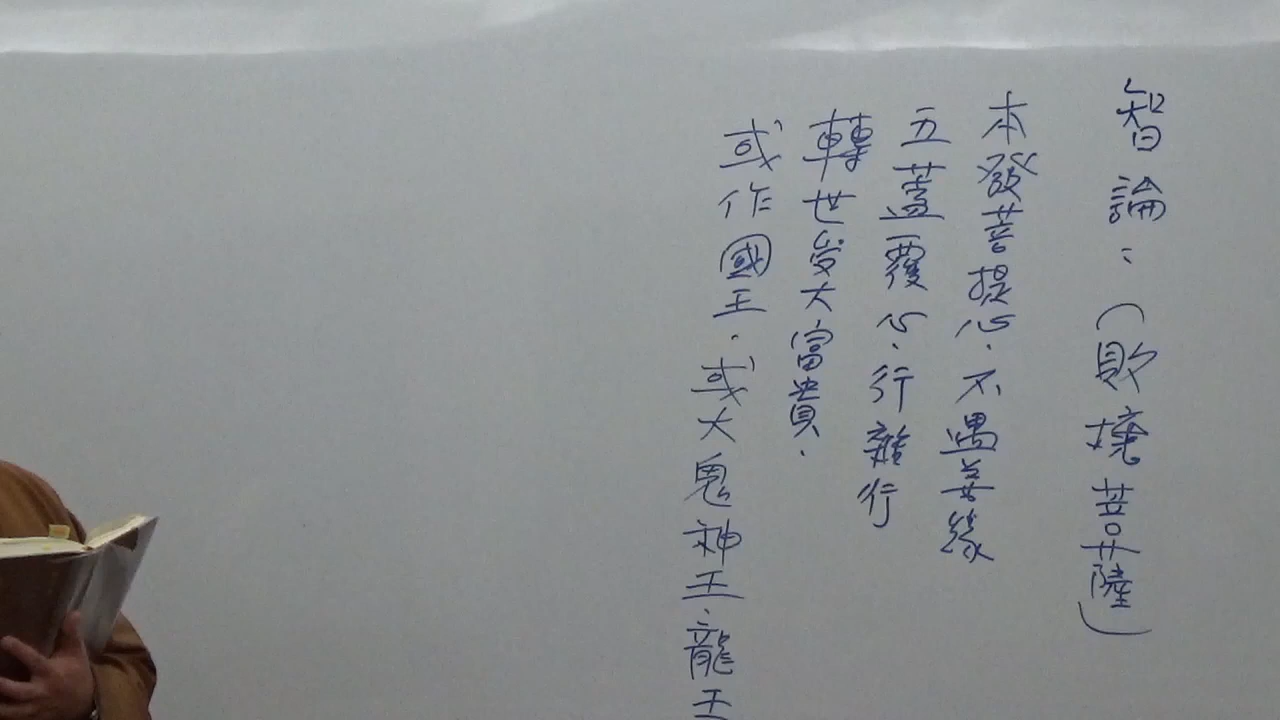 智論：（敗壞菩薩）
本發菩提心．不遇善緣
五蓋覆心．行雜行
轉世受大富貴．
或作國王．或大鬼神王．龍王